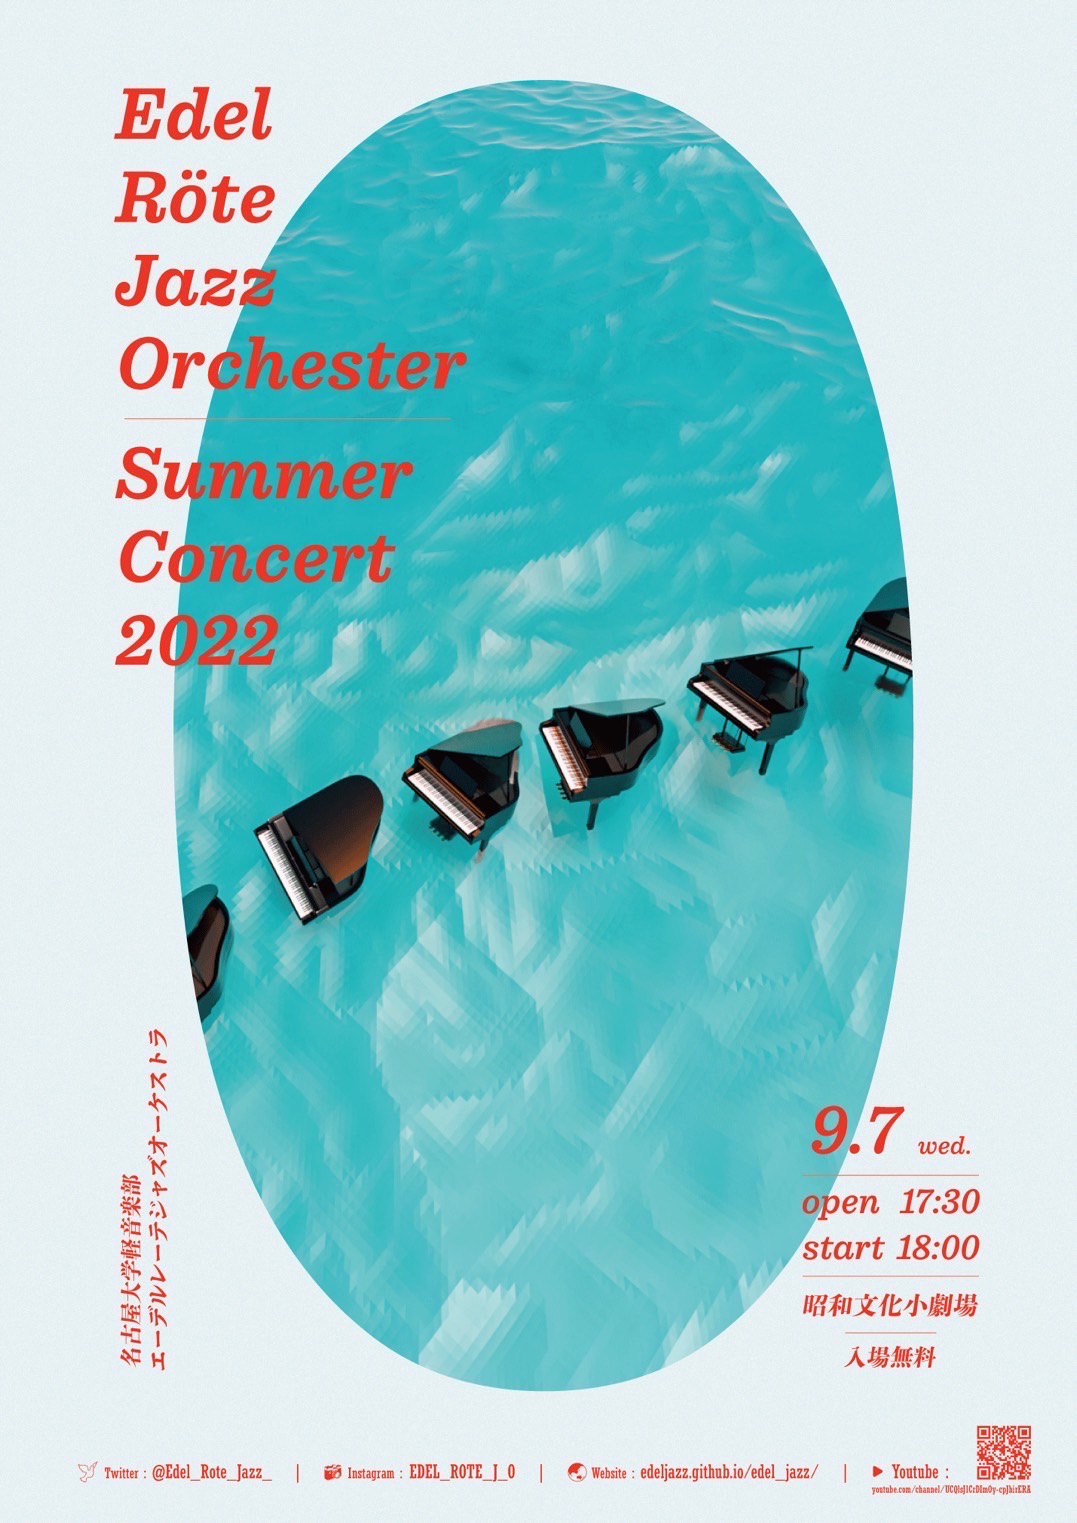 Edel
Röte
Jazz
Orchester
Summer
Concert
2022
名古屋大学軽音楽部
エーデルレーテジャズオーケストラ
9.7 wed.
open 17:30
start 18:00
昭和文化小劇場
入場無料
Twitter : @Edel_Rote_Jazz_ | Instagram : EDEL_ROTE_J_O | Website : edeljazz.github.io/edel_jazz/ | Youtube :